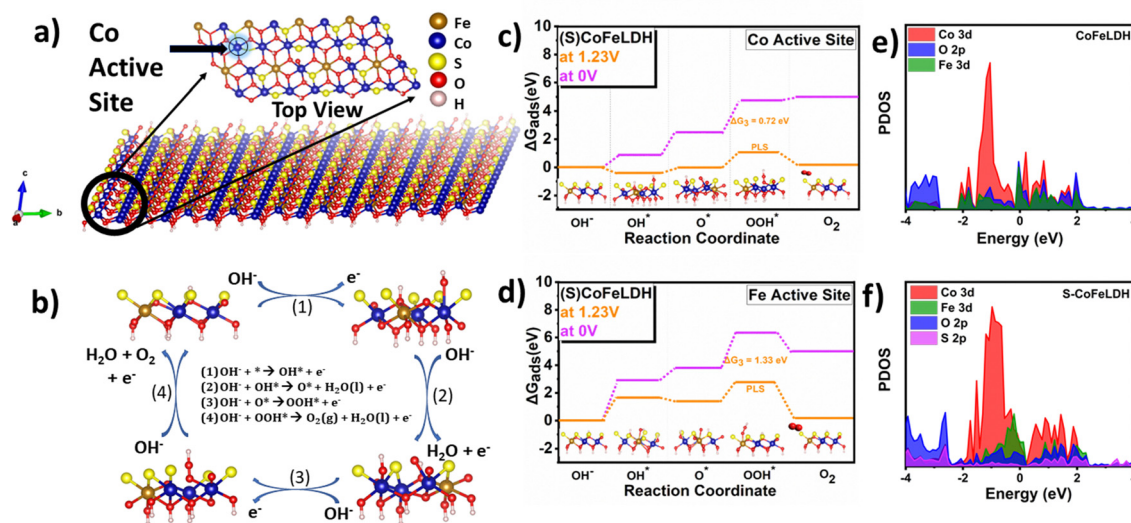 a)
Co
Active
Site
Top View
Fe
Co
S
O
H
c
b
b)
OH⁻
e⁻
(1)
OH⁻
(2)
H₂O + e⁻
OH⁻
(3)
e⁻
OH⁻
(4)
H₂O + O₂
+ e⁻
(1) OH⁻ + * → OH* + e⁻
(2) OH⁻ + OH* → O* + H₂O(l) + e⁻
(3) OH⁻ + O* → OOH* + e⁻
(4) OH⁻ + OOH* → O₂(g) + H₂O(l) + e⁻
c)
(S)CoFeLDH
at 1.23V
at 0V
Co Active Site
ΔG₃ = 0.72 eV
PLS
ΔGads(eV)
10
8
6
4
2
0
-2
OH⁻ OH* O* OOH* O₂
Reaction Coordinate
d)
(S)CoFeLDH
at 1.23V
at 0V
Fe Active Site
ΔG₃ = 1.33 eV
PLS
ΔGads(eV)
10
8
6
4
2
0
-2
OH⁻ OH* O* OOH* O₂
Reaction Coordinate
e)
CoFeLDH
Co 3d
O 2p
Fe 3d
PDOS
-4 -2 0 2 4
Energy (eV)
f)
S-CoFeLDH
Co 3d
Fe 3d
O 2p
S 2p
PDOS
-4 -2 0 2 4
Energy (eV)